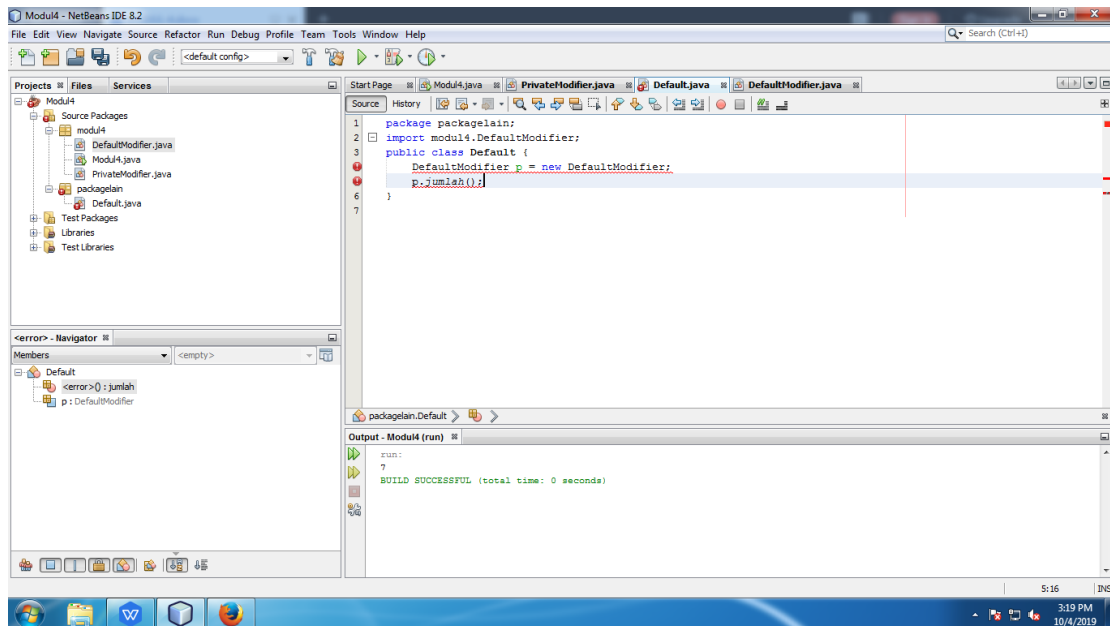 Modul4 - NetBeans IDE 8.2
File Edit View Navigate Source Refactor Run Debug Profile Team Tools Window Help
Search (Ctrl+I)
<default config>
Projects Files Services
Modul4
Source Packages
modul4
DefaultModifier.java
Modul4.java
PrivateModifier.java
packagelain
Default.java
Test Packages
Libraries
Test Libraries
Start Page Modul4.java PrivateModifier.java Default.java DefaultModifier.java
Source History
1 package packagelain;
2 import modul4.DefaultModifier;
3 public class Default {
DefaultModifier p = new DefaultModifier;
p.jumlah();
6 }
7
<error> - Navigator
Members <empty>
Default
<error>() : jumlah
p : DefaultModifier
packagelain.Default
Output - Modul4 (run)
run:
7
BUILD SUCCESSFUL (total time: 0 seconds)
5:16 INS
3:19 PM
10/4/2019